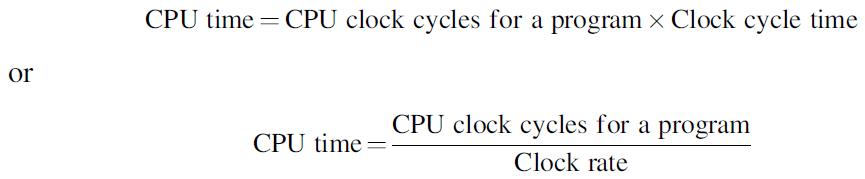 CPU time = CPU clock cycles for a program × Clock cycle time
or
CPU time = CPU clock cycles for a program
Clock rate